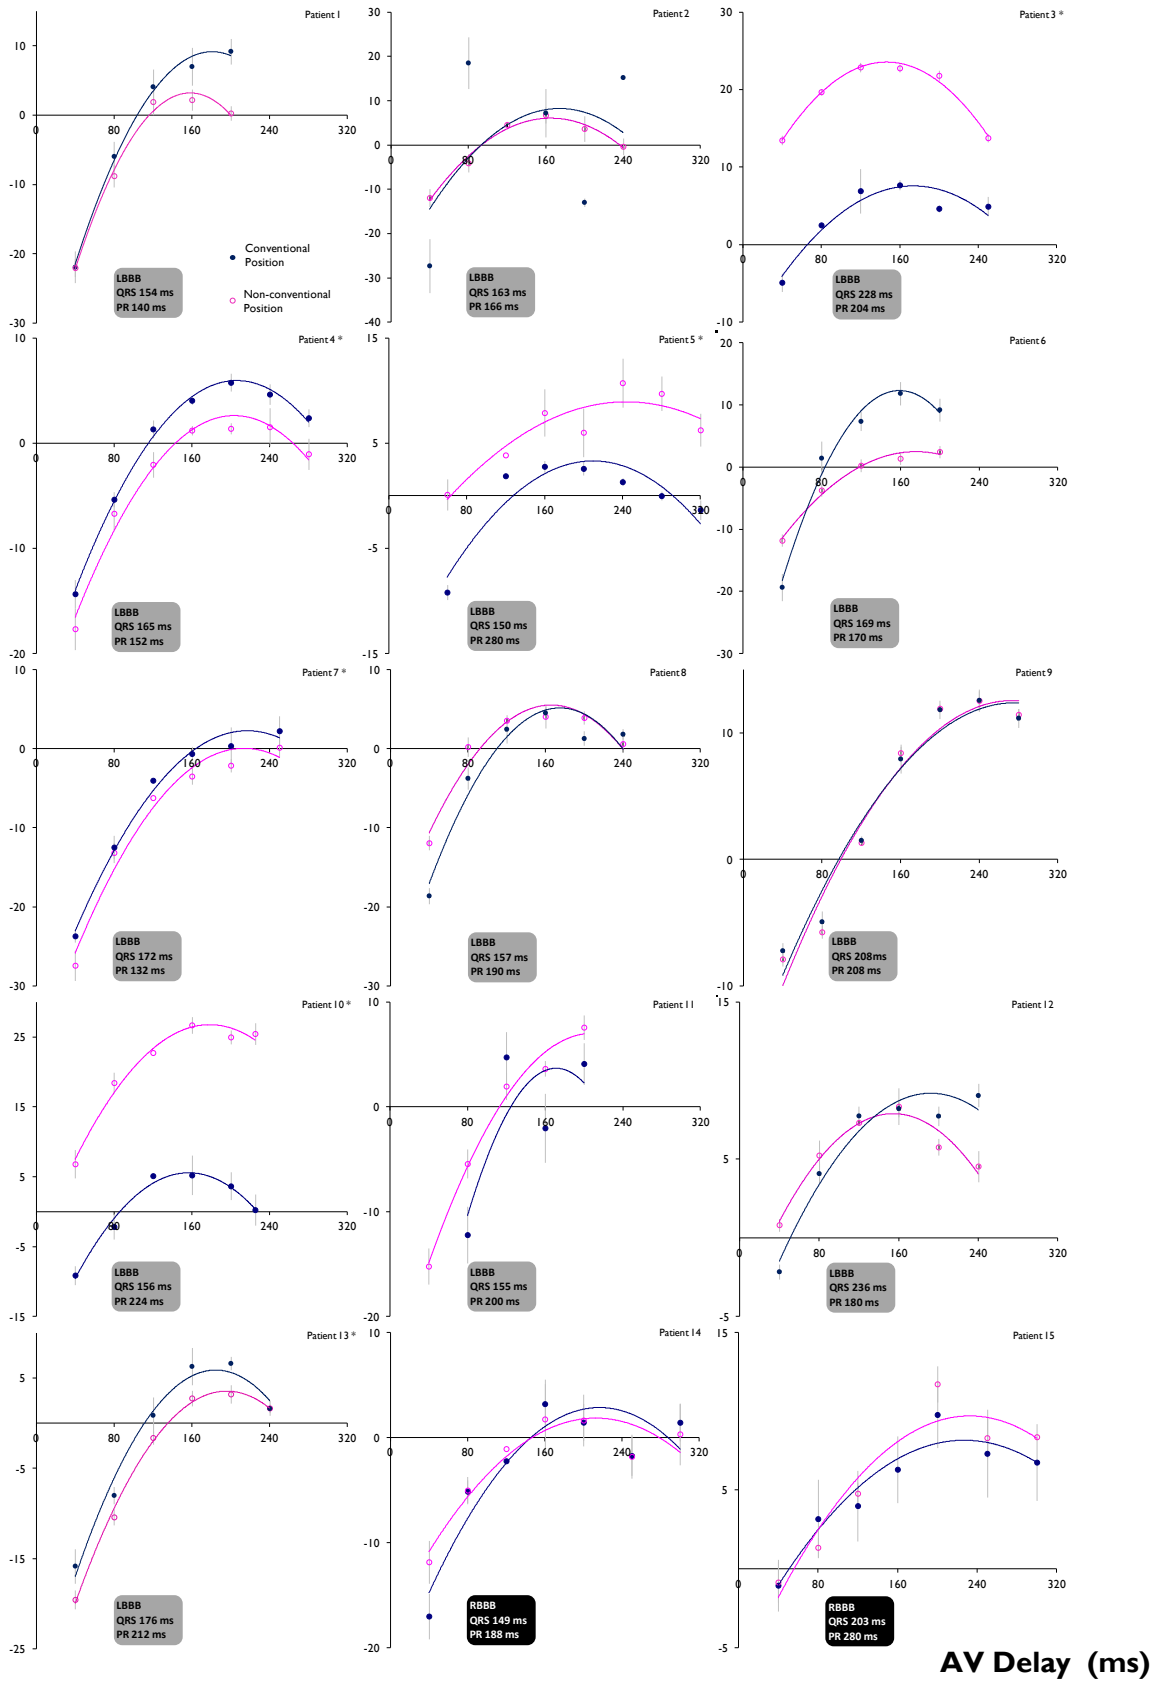 Patient 1
10
0
0
80
160
240
320
-10
-20
-30
Conventional
Position
Non-conventional
Position
LBBB
QRS 154 ms
PR 140 ms
Patient 2
30
20
10
0
0
80
160
240
320
-10
-20
-30
-40
LBBB
QRS 163 ms
PR 166 ms
Patient 3 *
30
20
10
0
0
80
160
240
320
-10
LBBB
QRS 228 ms
PR 204 ms
Patient 4 *
10
0
0
80
160
240
320
-10
-20
LBBB
QRS 165 ms
PR 152 ms
Patient 5 *
15
5
0
80
160
240
320
-5
-15
LBBB
QRS 150 ms
PR 280 ms
Patient 6
20
10
0
0
80
160
240
320
-10
-20
-30
LBBB
QRS 169 ms
PR 170 ms
Patient 7 *
10
0
0
80
160
240
320
-10
-20
-30
LBBB
QRS 172 ms
PR 132 ms
Patient 8
10
0
0
80
160
240
320
-10
-20
-30
LBBB
QRS 157 ms
PR 190 ms
Patient 9
10
0
0
80
160
240
320
-10
LBBB
QRS 208ms
PR 208 ms
Patient 10 *
25
15
5
0
80
160
240
320
-5
-15
LBBB
QRS 156 ms
PR 224 ms
Patient 11
10
0
0
80
160
240
320
-10
-20
LBBB
QRS 155 ms
PR 200 ms
Patient 12
15
5
0
80
160
240
320
-5
LBBB
QRS 236 ms
PR 180 ms
Patient 13 *
5
0
80
160
240
320
-5
-15
-25
LBBB
QRS 176 ms
PR 212 ms
Patient 14
10
0
0
80
160
240
320
-10
-20
RBBB
QRS 149 ms
PR 188 ms
Patient 15
15
5
0
80
160
240
320
-5
RBBB
QRS 203 ms
PR 280 ms
AV Delay (ms)